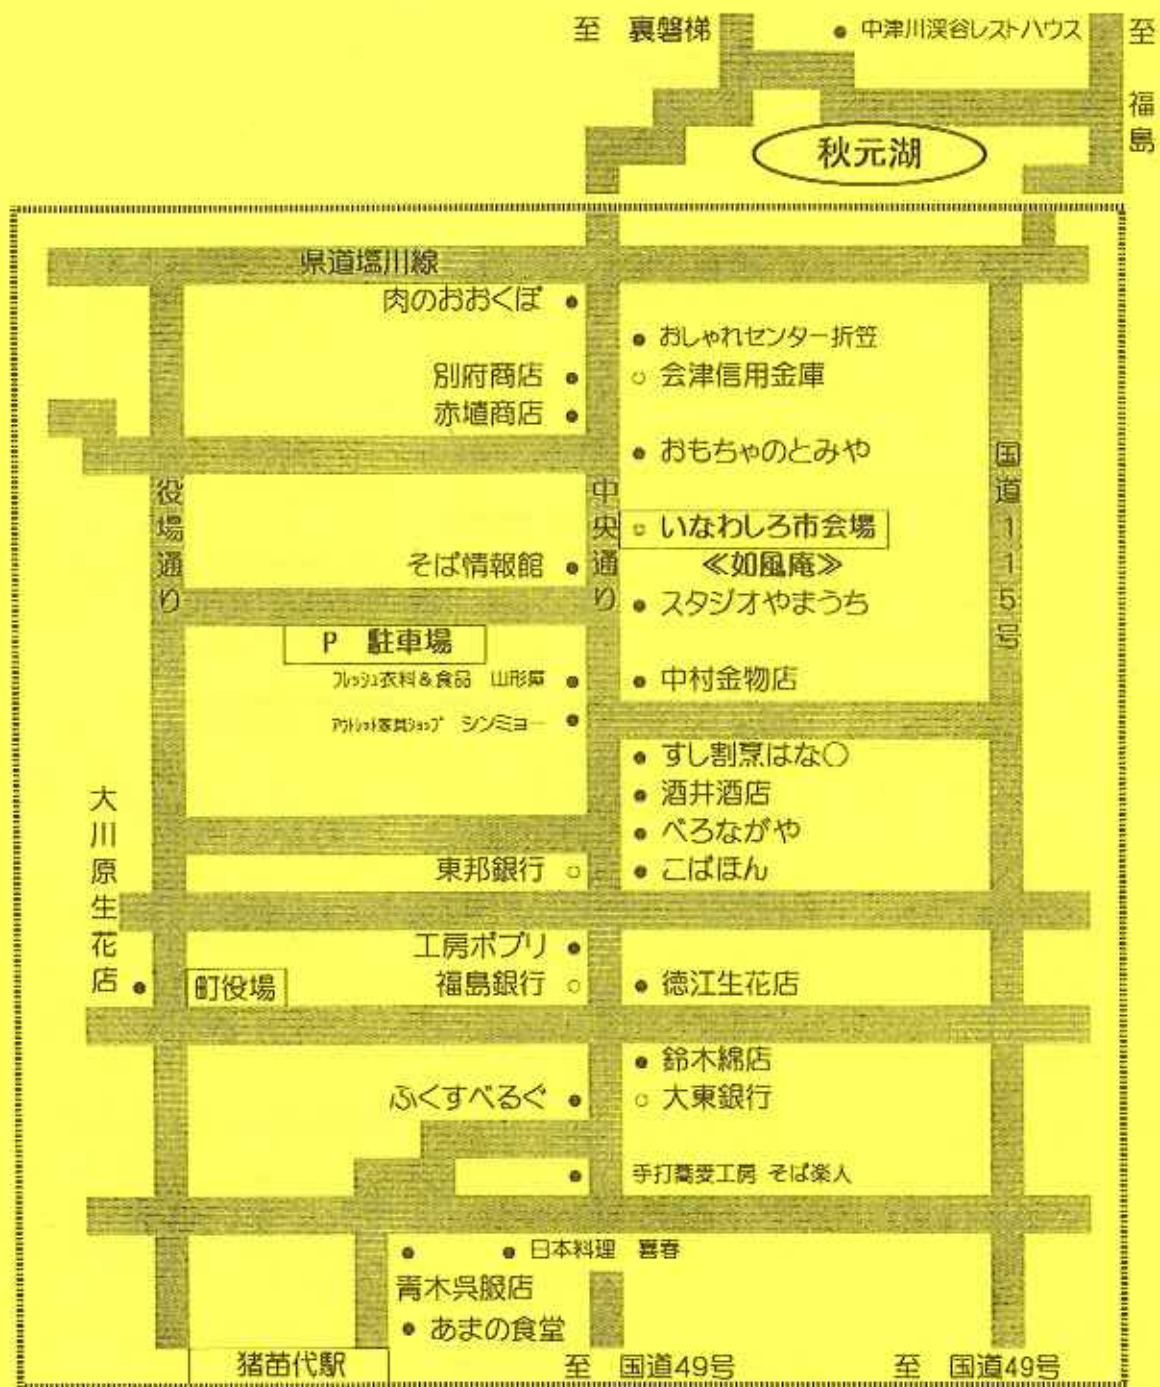 至 裏磐梯
● 中津川渓谷レストハウス
至 福島
秋元湖
県道塩川線
肉のおおくぼ ●
● おしゃれセンター折笠
別府商店 ●
○ 会津信用金庫
赤埴商店 ●
● おもちゃのとみや
国道115号
役場通り
中央通り
いなわしろ市会場
≪如風庵≫
そば情報館 ●
● スタジオやまうち
P 駐車場
フレッシュ衣料&食品 山形屋 ●
● 中村金物店
アウトレット家具ショップ シンミョー ●
● すし割烹はな○
大川原生花店 ●
● 酒井酒店
● べろながや
東邦銀行 ○
● こばほん
工房ポプリ ●
町役場
福島銀行 ○
● 徳江生花店
● 鈴木綿店
ふくすべるぐ ●
○ 大東銀行
● 手打蕎麦工房 そば楽人
● 日本料理 喜春
● 青木呉服店
● あまの食堂
猪苗代駅
至 国道49号
至 国道49号